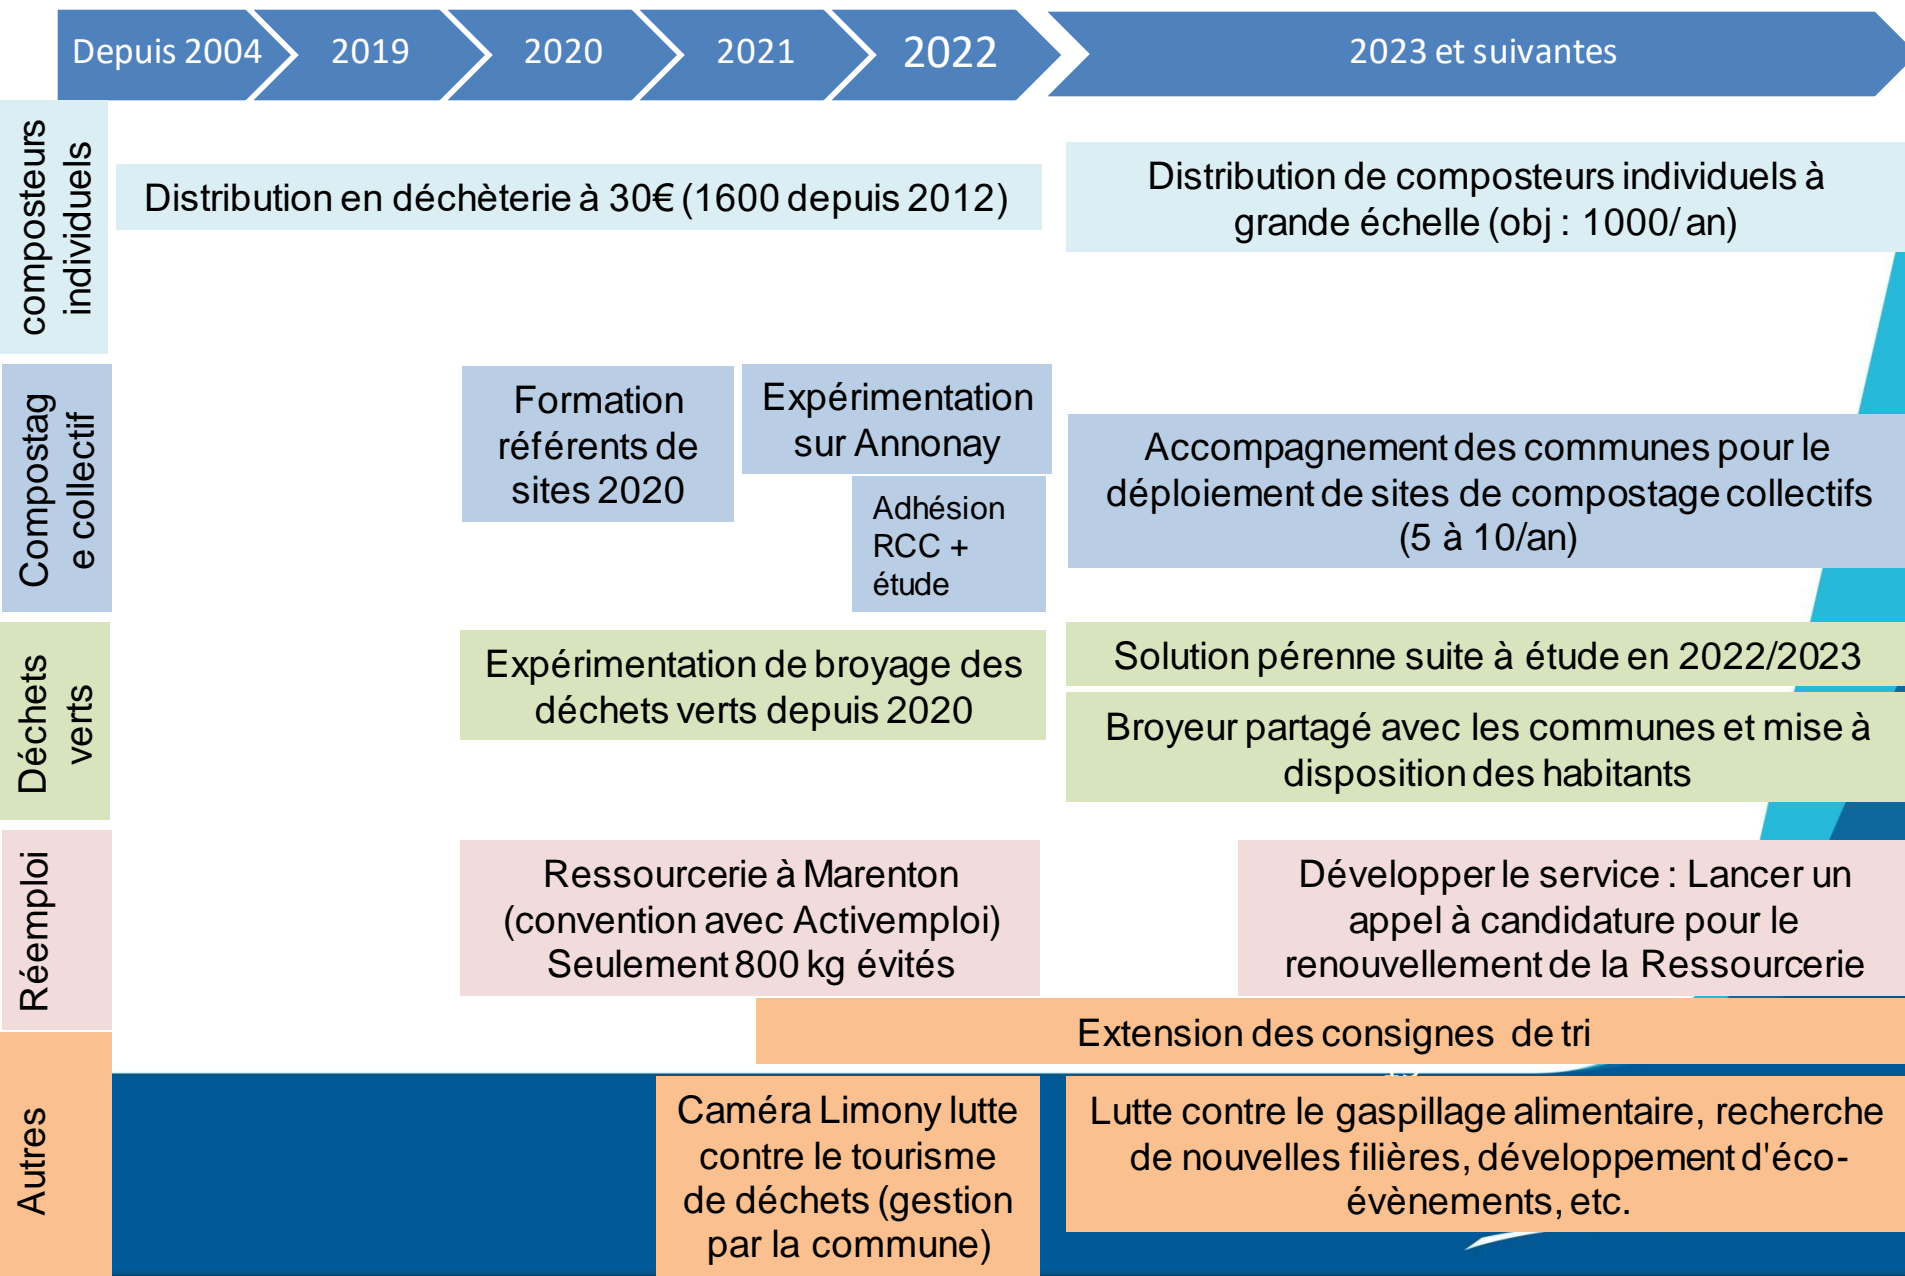 Depuis 2004
2019
2020
2021
2022
2023 et suivantes
composteurs
individuels
Distribution en déchèterie à 30€ (1600 depuis 2012)
Distribution de composteurs individuels à
grande échelle (obj : 1000/ an)
Compostag
e collectif
Formation
référents de
sites 2020
Expérimentation
sur Annonay
Adhésion
RCC +
étude
Accompagnement des communes pour le
déploiement de sites de compostage collectifs
(5 à 10/an)
Déchets
verts
Expérimentation de broyage des
déchets verts depuis 2020
Solution pérenne suite à étude en 2022/2023
Broyeur partagé avec les communes et mise à
disposition des habitants
Réemploi
Ressourcerie à Marenton
(convention avec Activemploi)
Seulement 800 kg évités
Développer le service : Lancer un
appel à candidature pour le
renouvellement de la Ressourcerie
Autres
Extension des consignes de tri
Caméra Limony lutte
contre le tourisme
de déchets (gestion
par la commune)
Lutte contre le gaspillage alimentaire, recherche
de nouvelles filières, développement d'éco-
évènements, etc.